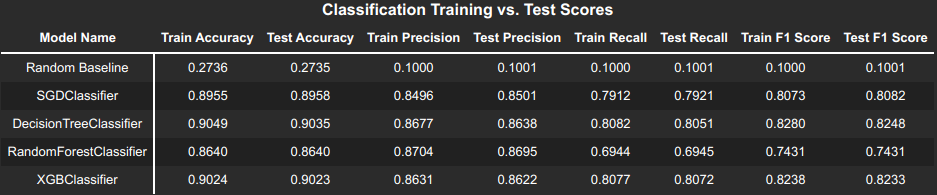 Classification Training vs. Test Scores
Model Name Train Accuracy Test Accuracy Train Precision Test Precision Train Recall Test Recall Train F1 Score Test F1 Score
Random Baseline 0.2736 0.2735 0.1000 0.1001 0.1000 0.1001 0.1000 0.1001
SGDClassifier 0.8955 0.8958 0.8496 0.8501 0.7912 0.7921 0.8073 0.8082
DecisionTreeClassifier 0.9049 0.9035 0.8677 0.8638 0.8082 0.8051 0.8280 0.8248
RandomForestClassifier 0.8640 0.8640 0.8704 0.8695 0.6944 0.6945 0.7431 0.7431
XGBClassifier 0.9024 0.9023 0.8631 0.8622 0.8077 0.8072 0.8238 0.8233